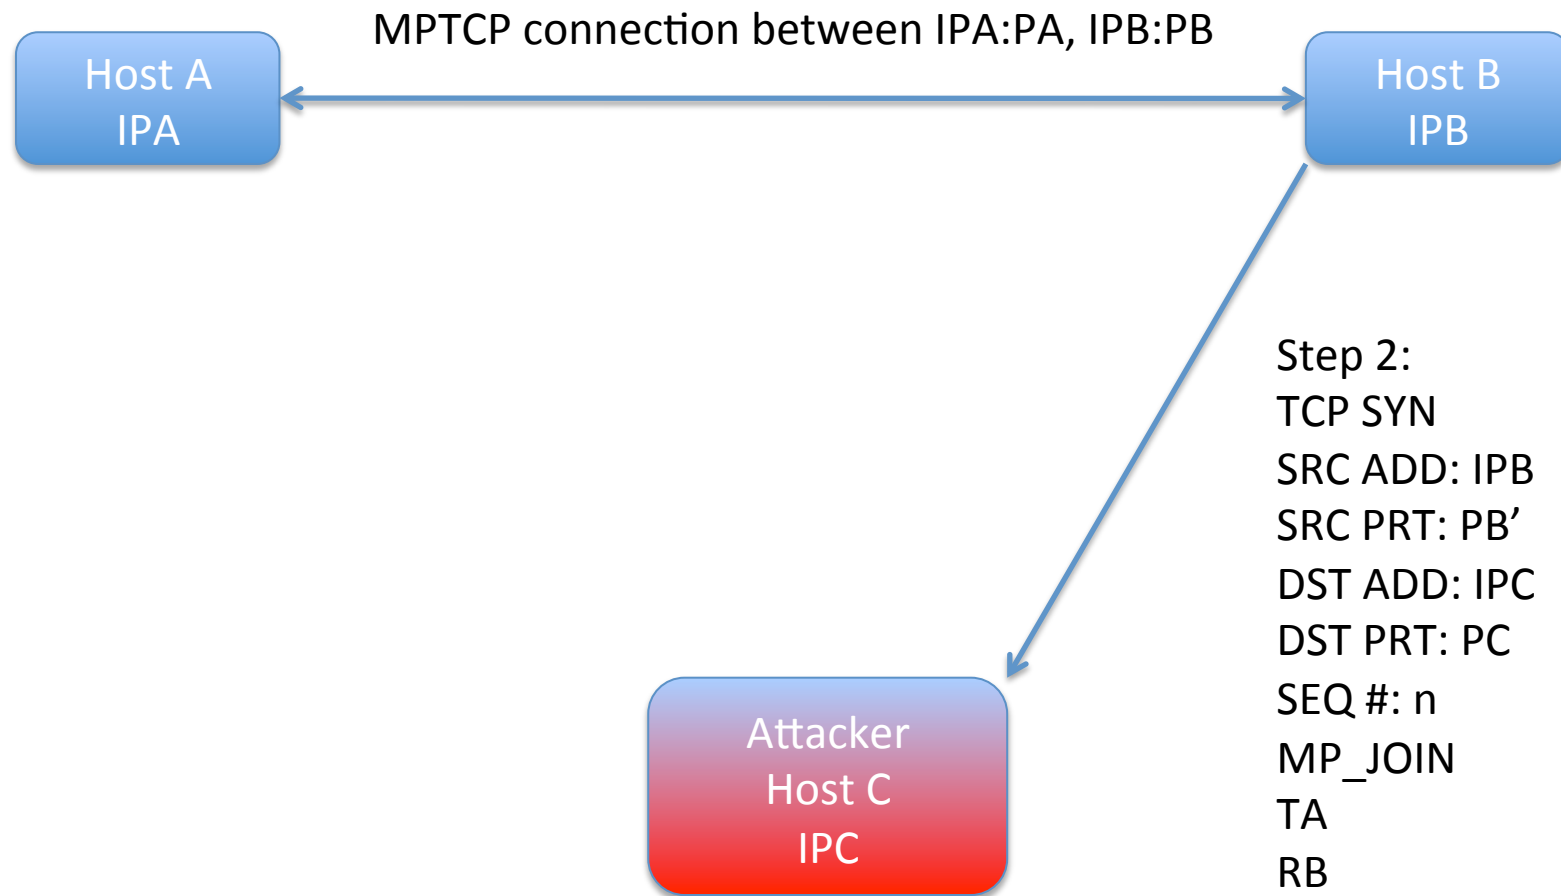 MPTCP connection between IPA:PA, IPB:PB
Host A
IPA
Host B
IPB
Step 2:
TCP SYN
SRC ADD: IPB
SRC PRT: PB’
DST ADD: IPC
DST PRT: PC
SEQ #: n
MP_JOIN
TA
RB
Attacker
Host C
IPC